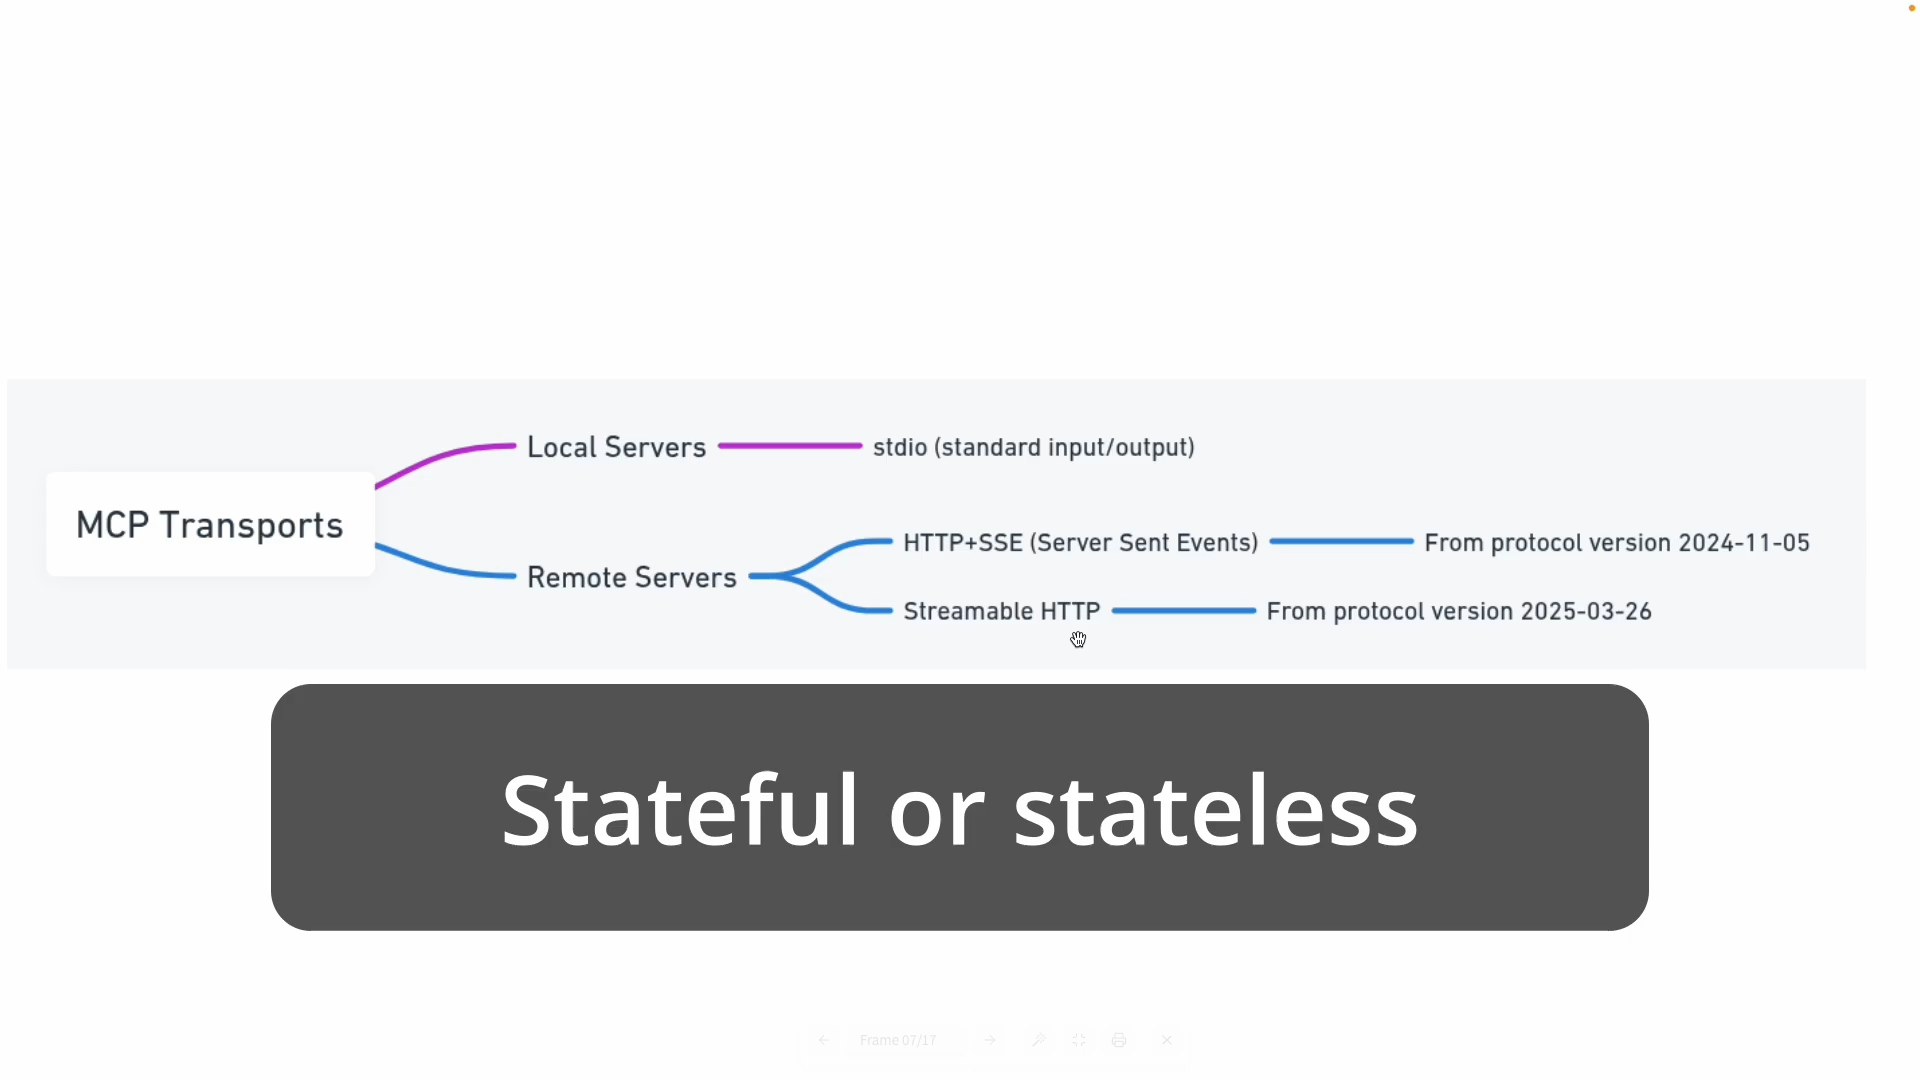 Local Servers
stdio (standard input/output)
MCP Transports
HTTP+SSE (Server Sent Events)
From protocol version 2024-11-05
Remote Servers
Streamable HTTP
From protocol version 2025-03-26
Stateful or stateless
Frame 07/17